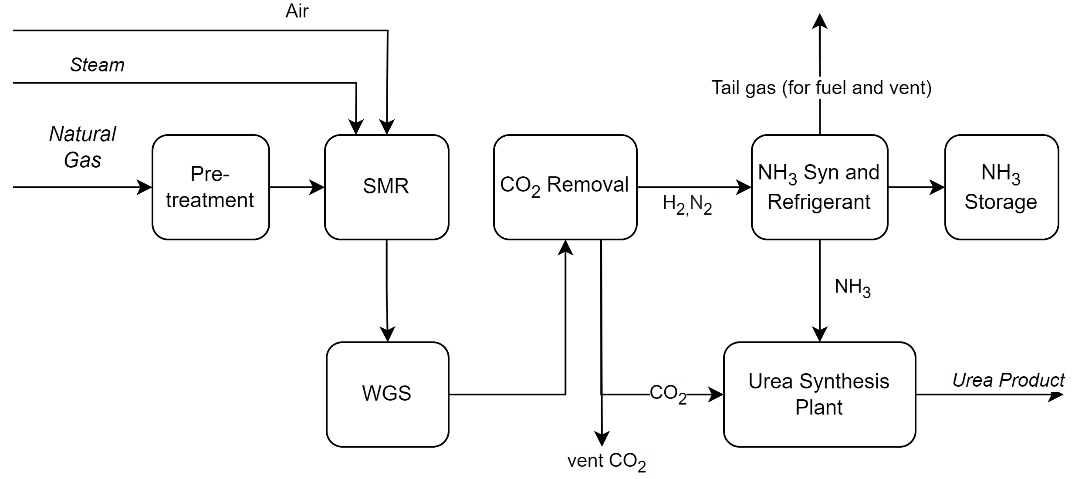 Air
Steam
Natural
Gas
Pre-
treatment
SMR
CO₂ Removal
H₂,N₂
Tail gas (for fuel and vent)
NH₃ Syn and
Refrigerant
NH₃
Storage
NH₃
WGS
CO₂
vent CO₂
Urea Synthesis
Plant
Urea Product